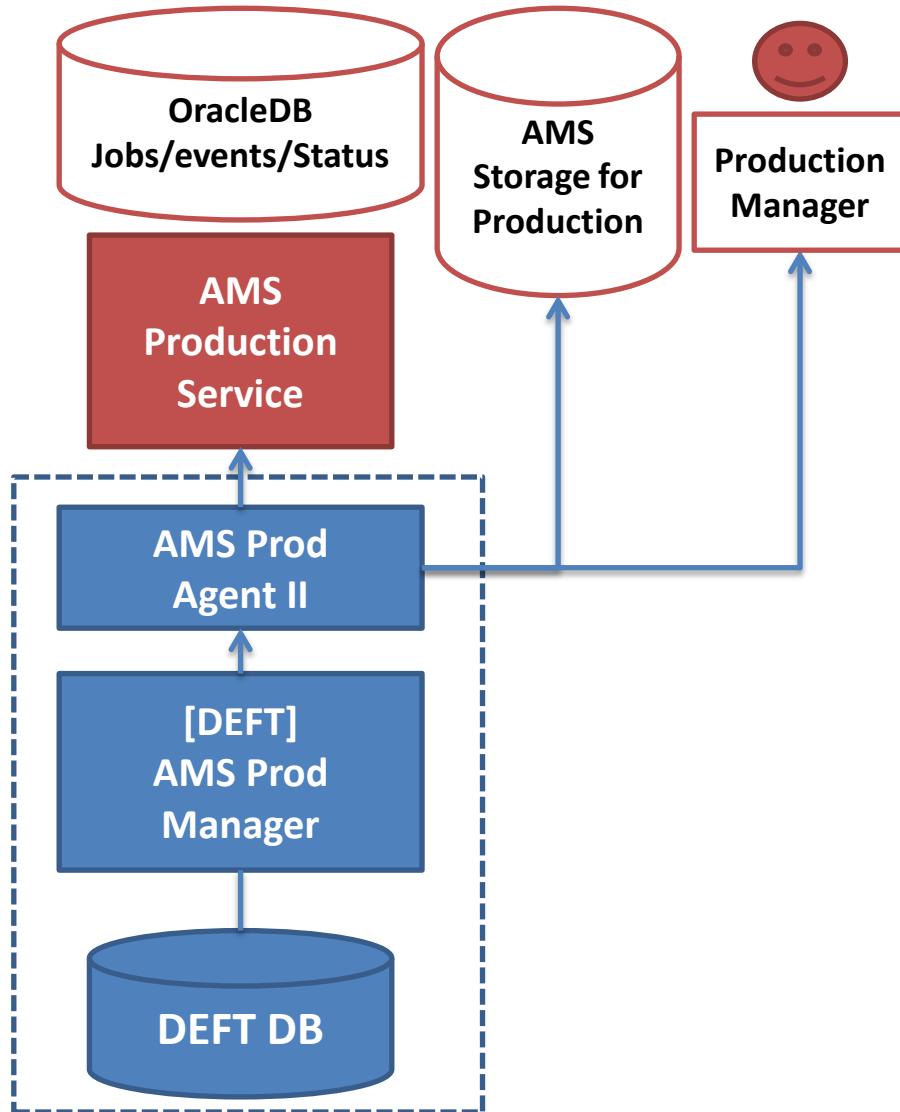 OracleDB
Jobs/events/Status
AMS
Storage for
Production
Production
Manager
AMS
Production
Service
AMS Prod
Agent II
[DEFT]
AMS Prod
Manager
DEFT DB